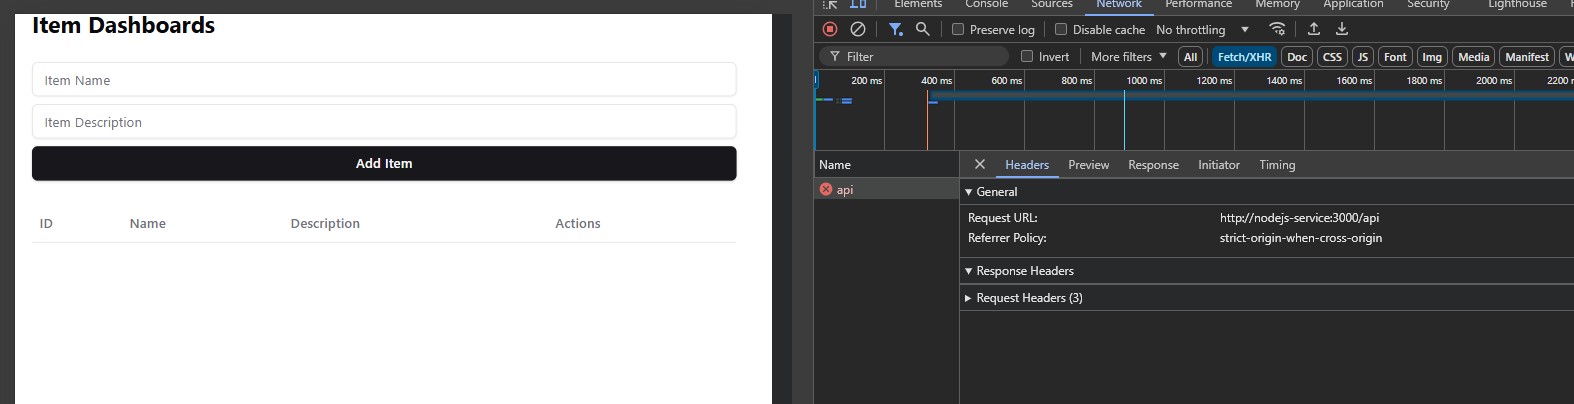 Item Dashboards
Item Name
Item Description
Add Item
ID Name Description Actions
Elements Console Sources Network Performance Memory Application Security Lighthouse
Preserve log Disable cache No throttling
Filter Invert More filters All Fetch/XHR Doc CSS JS Font Img Media Manifest
200 ms 400 ms 600 ms 800 ms 1000 ms 1200 ms 1400 ms 1600 ms 1800 ms 2000 ms 2200
Name
api
Headers Preview Response Initiator Timing
General
Request URL: http://nodejs-service:3000/api
Referrer Policy: strict-origin-when-cross-origin
Response Headers
Request Headers (3)